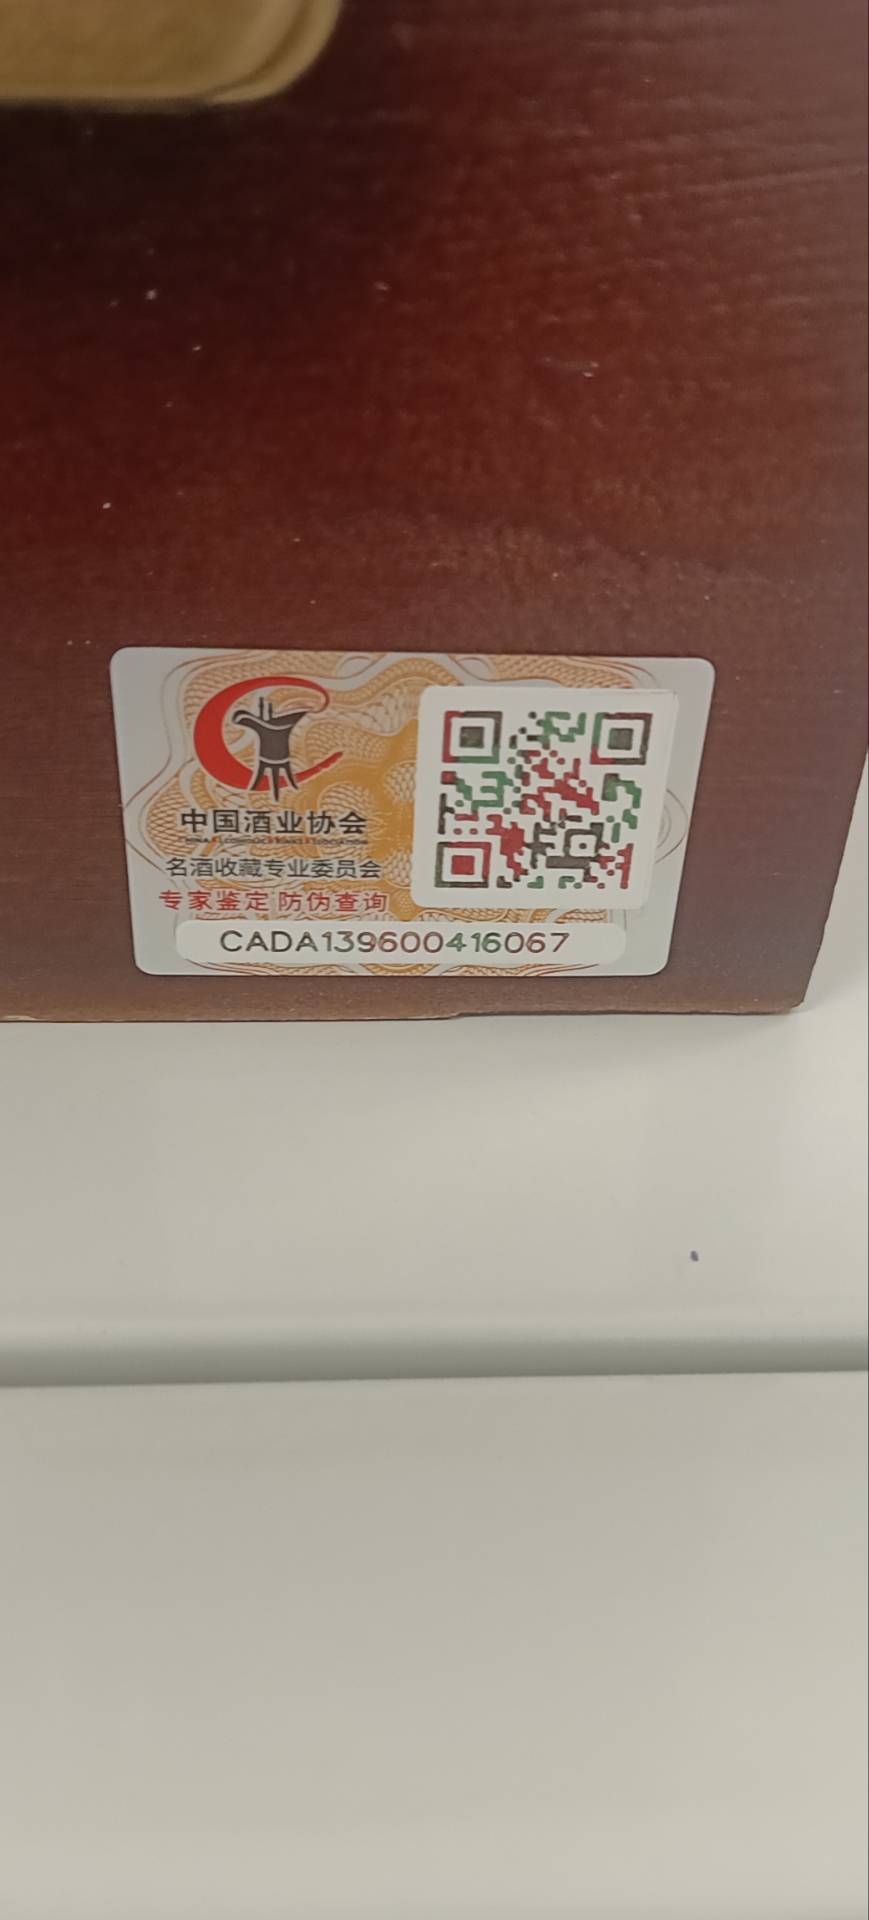 中国酒业协会
名酒收藏专业委员会
专家鉴定 防伪查询
CADA139600416067